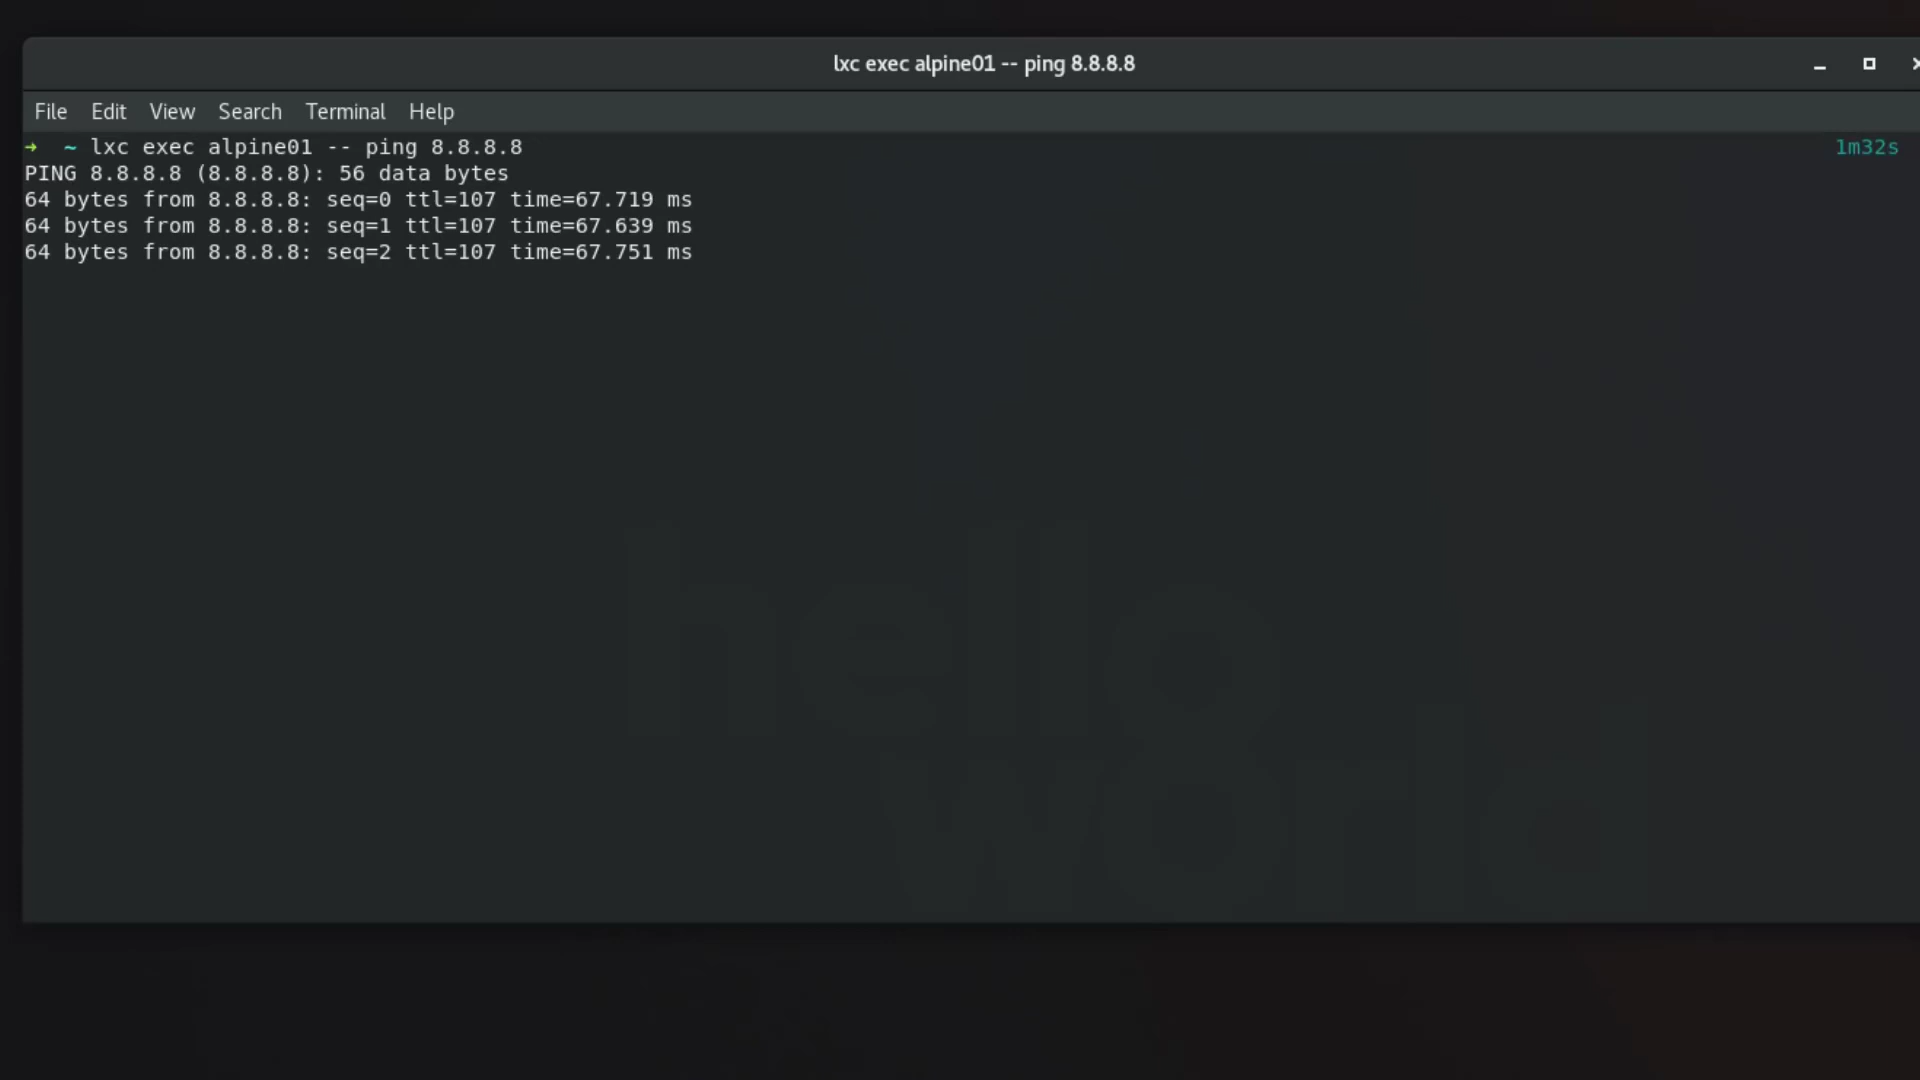 lxc exec alpine01 -- ping 8.8.8.8
File Edit View Search Terminal Help
➜ ~ lxc exec alpine01 -- ping 8.8.8.8 1m32s
PING 8.8.8.8 (8.8.8.8): 56 data bytes
64 bytes from 8.8.8.8: seq=0 ttl=107 time=67.719 ms
64 bytes from 8.8.8.8: seq=1 ttl=107 time=67.639 ms
64 bytes from 8.8.8.8: seq=2 ttl=107 time=67.751 ms
hello
world